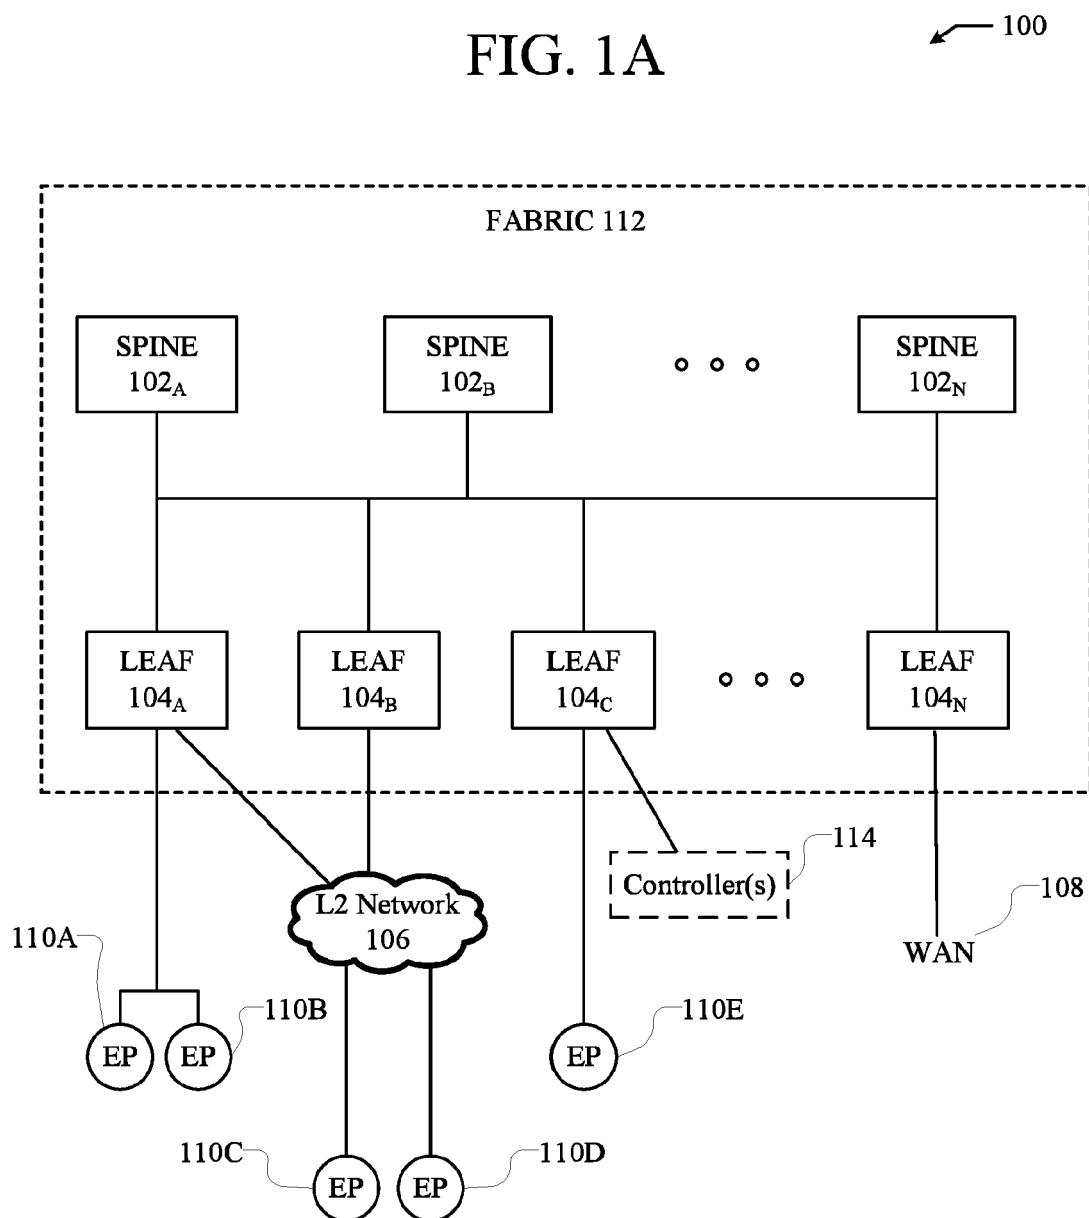 100
FIG. 1A
FABRIC 112
SPINE
102A
SPINE
102B
SPINE
102N
LEAF
104A
LEAF
104B
LEAF
104C
LEAF
104N
114
Controller(s)
L2 Network
106
108
WAN
110A
110B
110E
EP
EP
EP
110C
110D
EP
EP